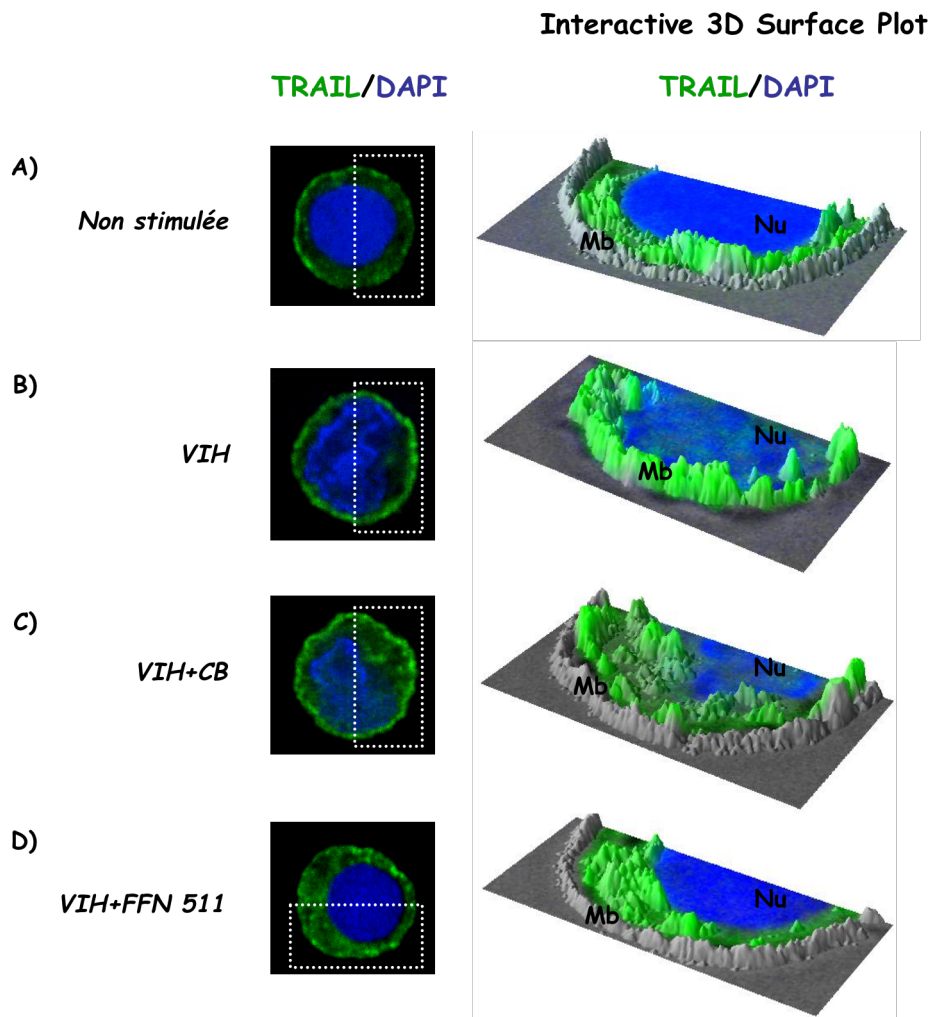 Interactive 3D Surface Plot
TRAIL/DAPI
TRAIL/DAPI
A)
Non stimulée
Mb
Nu
B)
VIH
Mb
Nu
C)
VIH+CB
Mb
Nu
D)
VIH+FFN 511
Mb
Nu